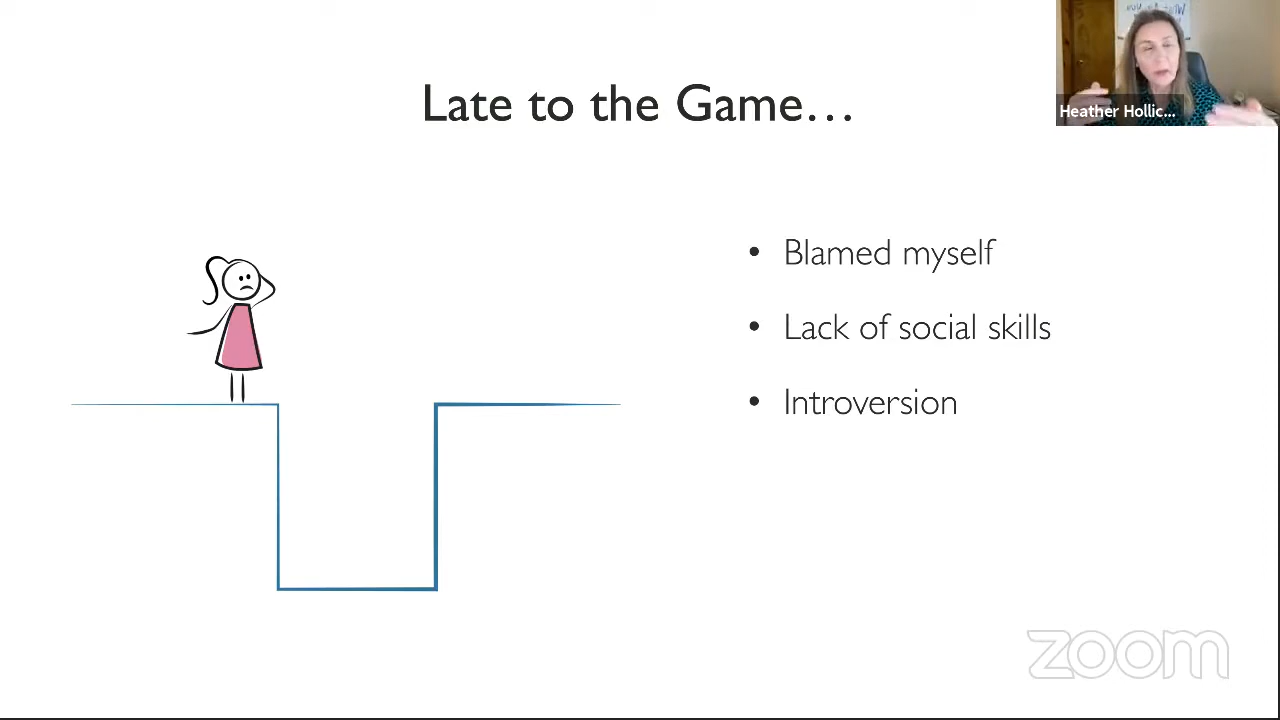 Late to the Game…
Heather Hollic...
• Blamed myself
• Lack of social skills
• Introversion
zoom